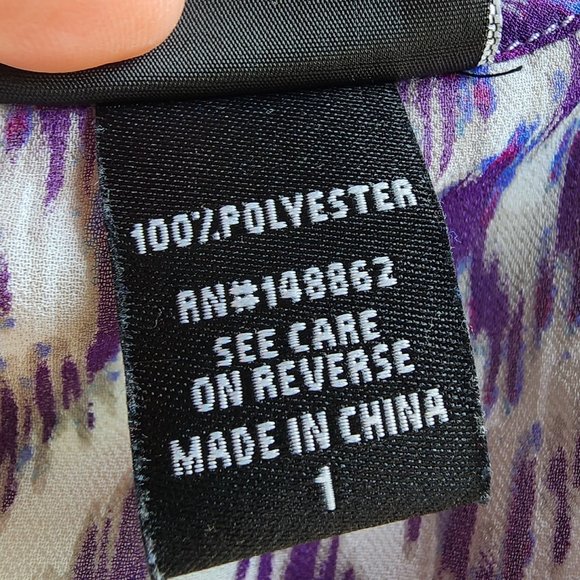 100%POLYESTER
RN#148862
SEE CARE
ON REVERSE
MADE IN CHINA
1